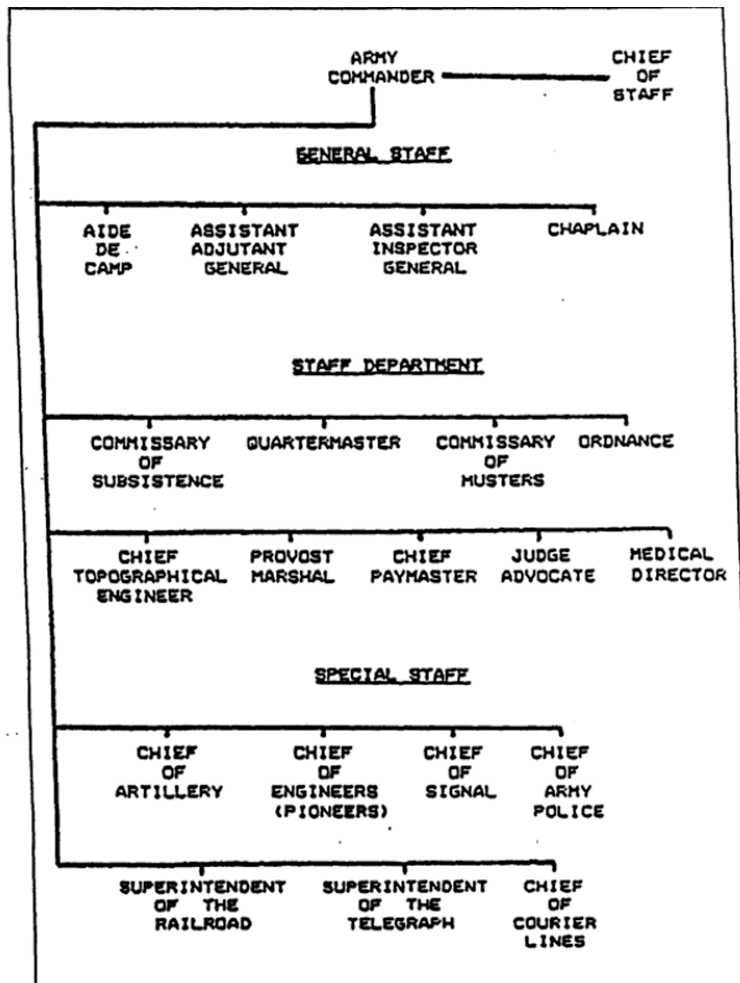 ARMY COMMANDER
CHIEF OF STAFF
GENERAL STAFF
AIDE DE CAMP
ASSISTANT ADJUTANT GENERAL
ASSISTANT INSPECTOR GENERAL
CHAPLAIN
STAFF DEPARTMENT
COMMISSARY OF SUBSISTENCE
QUARTERMASTER
COMMISSARY OF MUSTERS
ORDNANCE
CHIEF TOPOGRAPHICAL ENGINEER
PROVOST MARSHAL
CHIEF PAYMASTER
JUDGE ADVOCATE
MEDICAL DIRECTOR
SPECIAL STAFF
CHIEF OF ARTILLERY
CHIEF OF ENGINEERS (PIONEERS)
CHIEF OF SIGNAL
CHIEF OF ARMY POLICE
SUPERINTENDENT OF THE RAILROAD
SUPERINTENDENT OF THE TELEGRAPH
CHIEF OF COURIER LINES